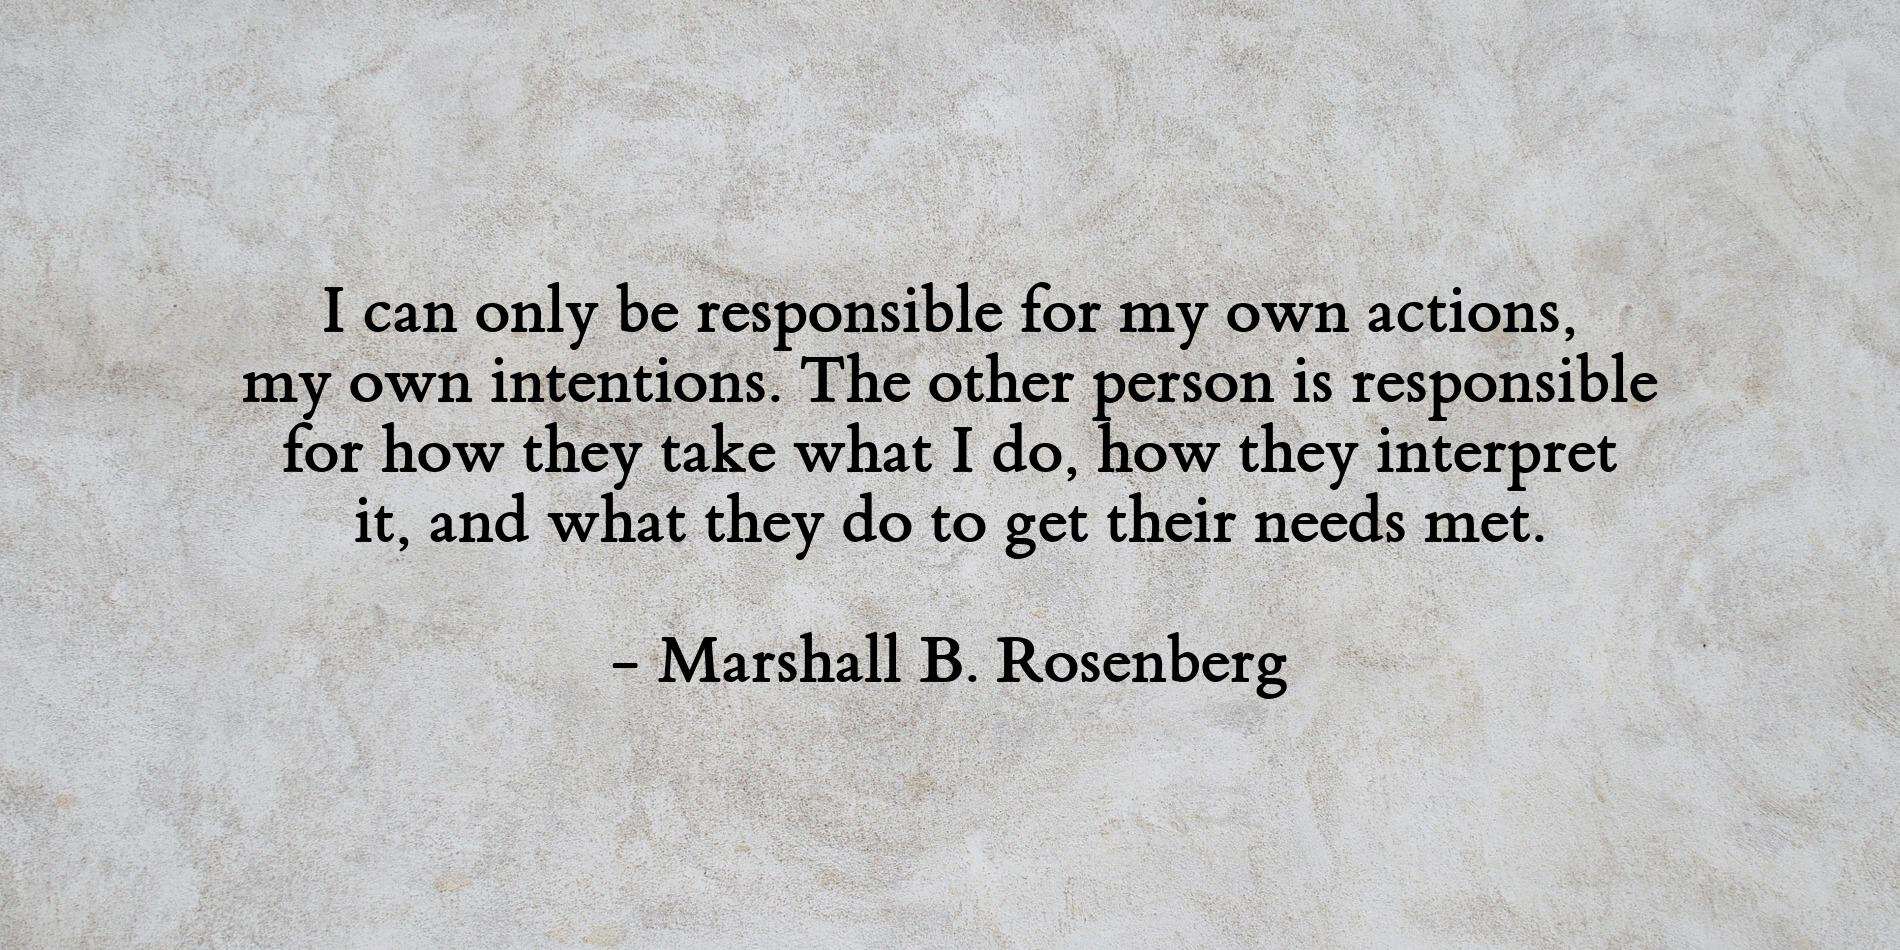 I can only be responsible for my own actions,
my own intentions. The other person is responsible
for how they take what I do, how they interpret
it, and what they do to get their needs met.
- Marshall B. Rosenberg